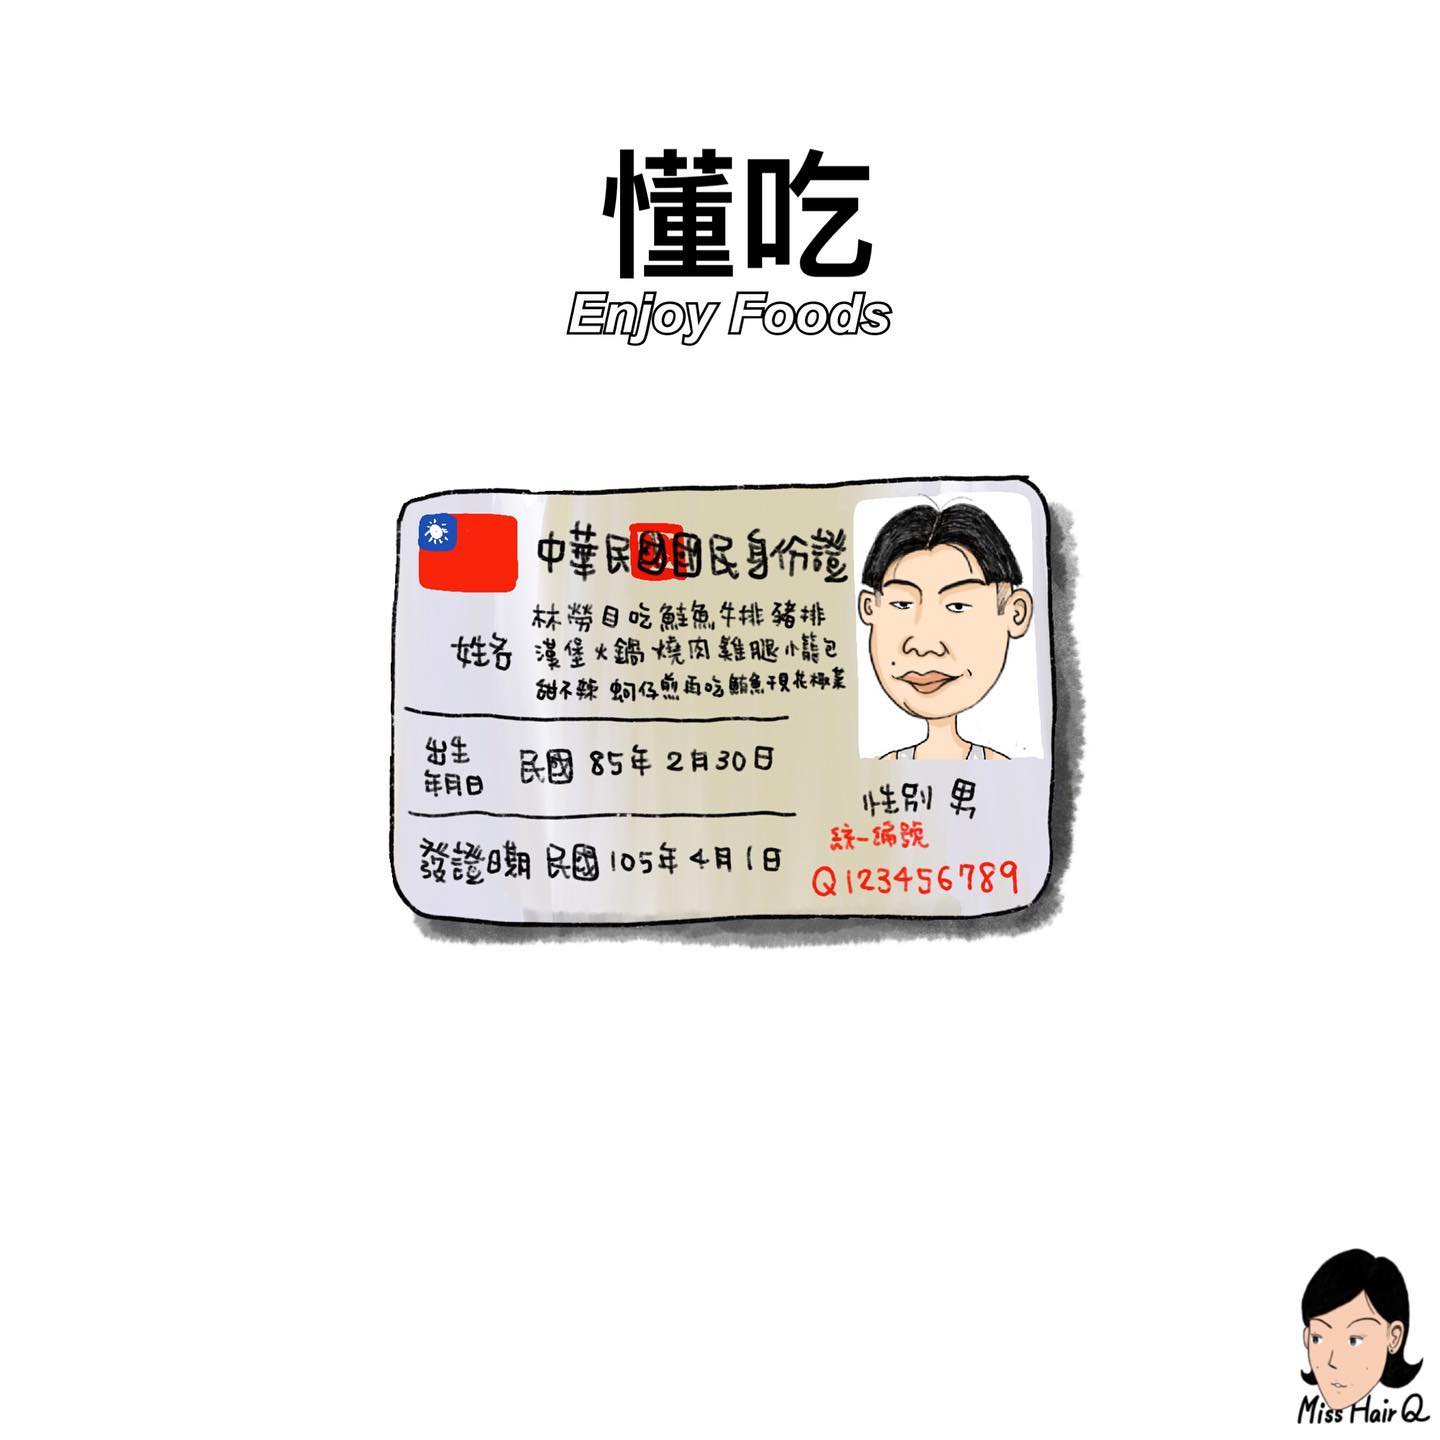 懂吃
Enjoy Foods
中華民國國民身份證
姓名
林勞目吃鮭魚牛排豬排
漢堡火鍋燒肉雞腿小籠包
甜不辣 蚵仔煎再吃鮪魚干貝花椰菜
出生
年月日
民國 85年 2月30日
發證日期 民國 105年 4月 1日
性別 男
統一編號
Q123456789
Miss Hair Q